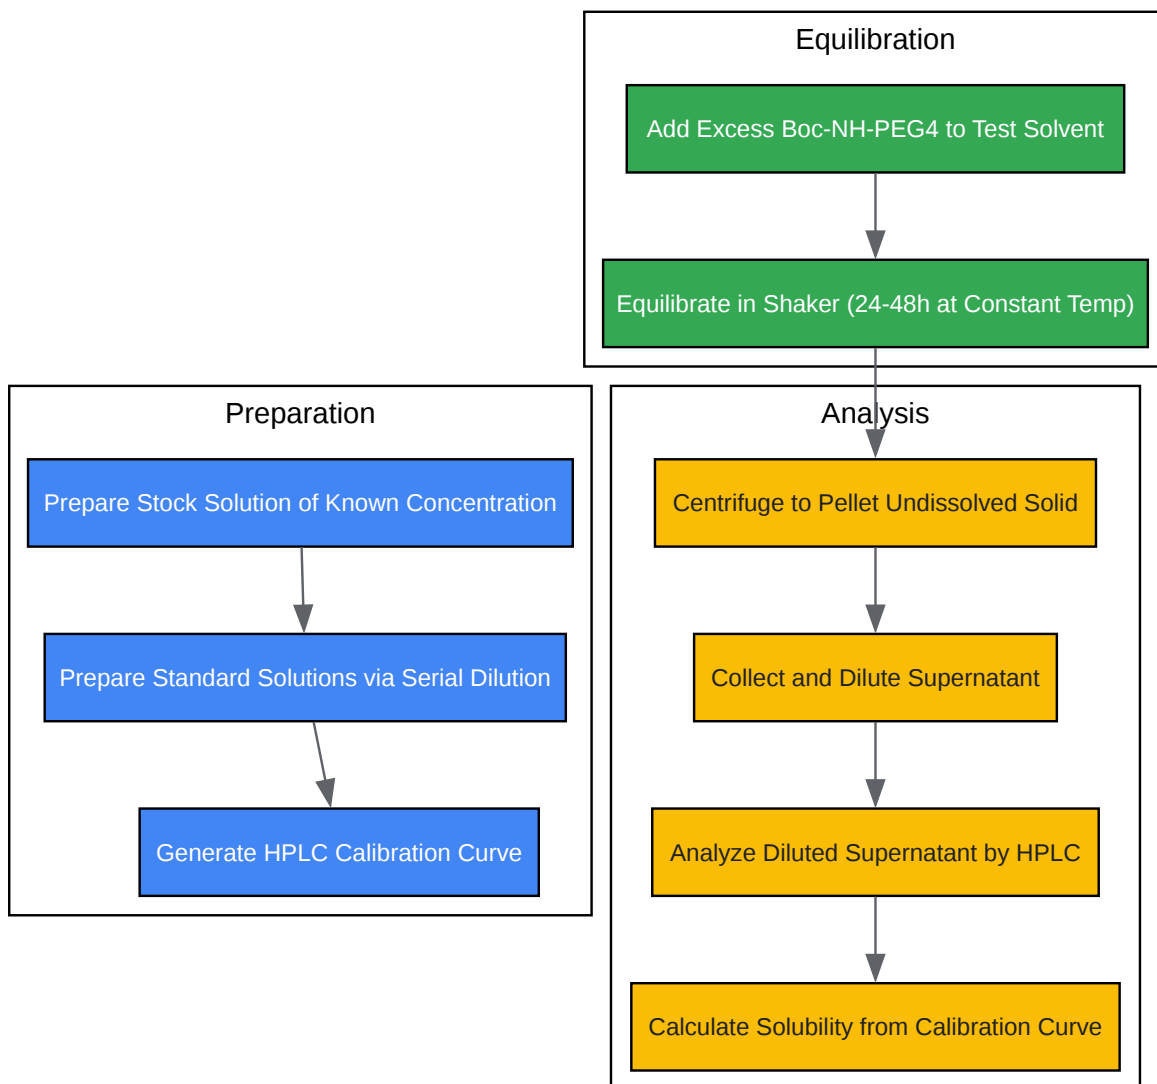 Equilibration
Add Excess Boc-NH-PEG4 to Test Solvent
Equilibrate in Shaker (24-48h at Constant Temp)
Preparation
Prepare Stock Solution of Known Concentration
Prepare Standard Solutions via Serial Dilution
Generate HPLC Calibration Curve
Analysis
Centrifuge to Pellet Undissolved Solid
Collect and Dilute Supernatant
Analyze Diluted Supernatant by HPLC
Calculate Solubility from Calibration Curve